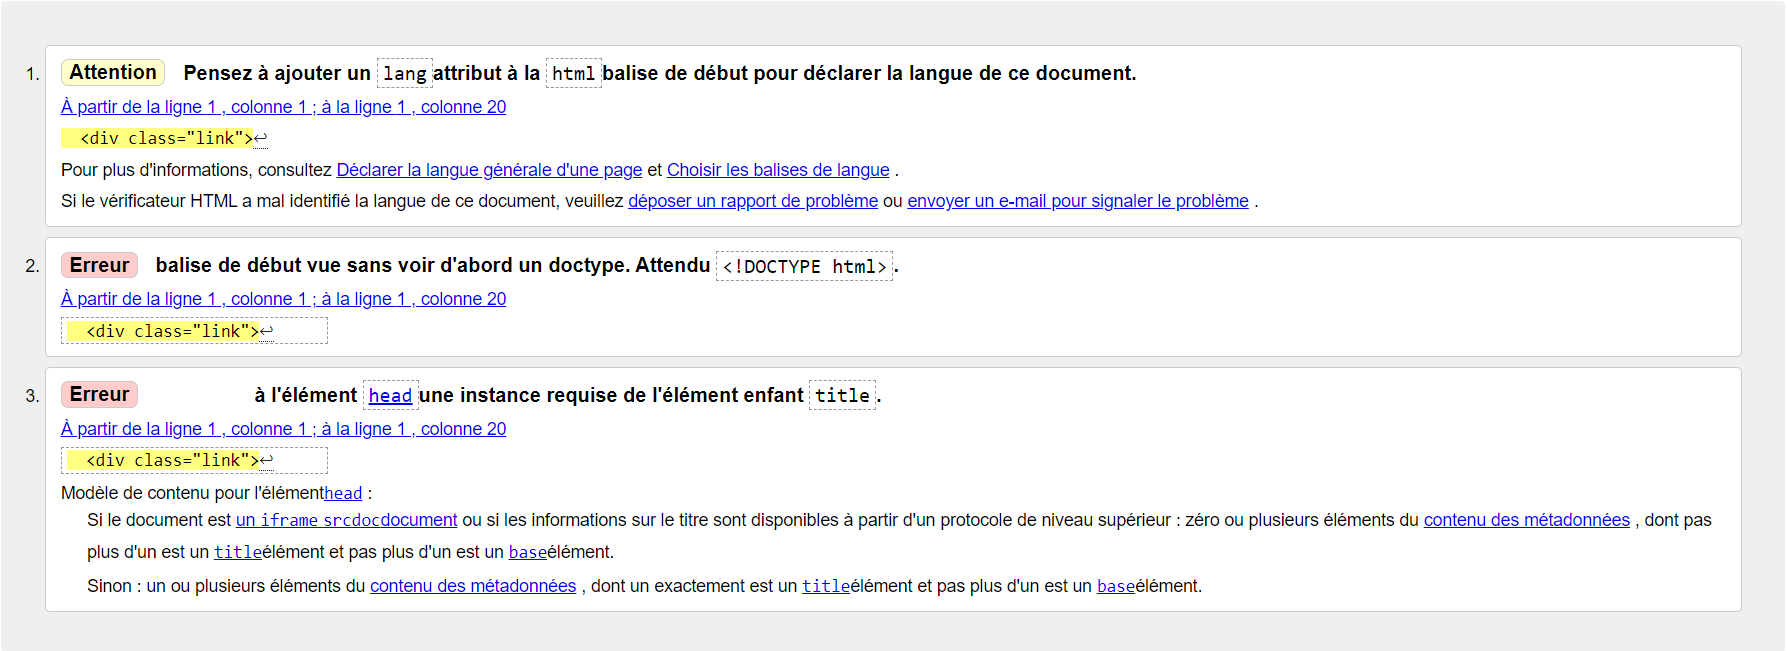 1. Attention Pensez à ajouter un lang attribut à la html balise de début pour déclarer la langue de ce document.
À partir de la ligne 1 , colonne 1 ; à la ligne 1 , colonne 20
<div class="link">↩
Pour plus d'informations, consultez Déclarer la langue générale d'une page et Choisir les balises de langue .
Si le vérificateur HTML a mal identifié la langue de ce document, veuillez déposer un rapport de problème ou envoyer un e-mail pour signaler le problème .
2. Erreur balise de début vue sans voir d'abord un doctype. Attendu <!DOCTYPE html>.
À partir de la ligne 1 , colonne 1 ; à la ligne 1 , colonne 20
<div class="link">↩
3. Erreur à l'élément head une instance requise de l'élément enfant title.
À partir de la ligne 1 , colonne 1 ; à la ligne 1 , colonne 20
<div class="link">↩
Modèle de contenu pour l'élémenthead :
Si le document est un iframe srcdocdocument ou si les informations sur le titre sont disponibles à partir d'un protocole de niveau supérieur : zéro ou plusieurs éléments du contenu des métadonnées , dont pas
plus d'un est un titleélément et pas plus d'un est un baseélément.
Sinon : un ou plusieurs éléments du contenu des métadonnées , dont un exactement est un titleélément et pas plus d'un est un baseélément.